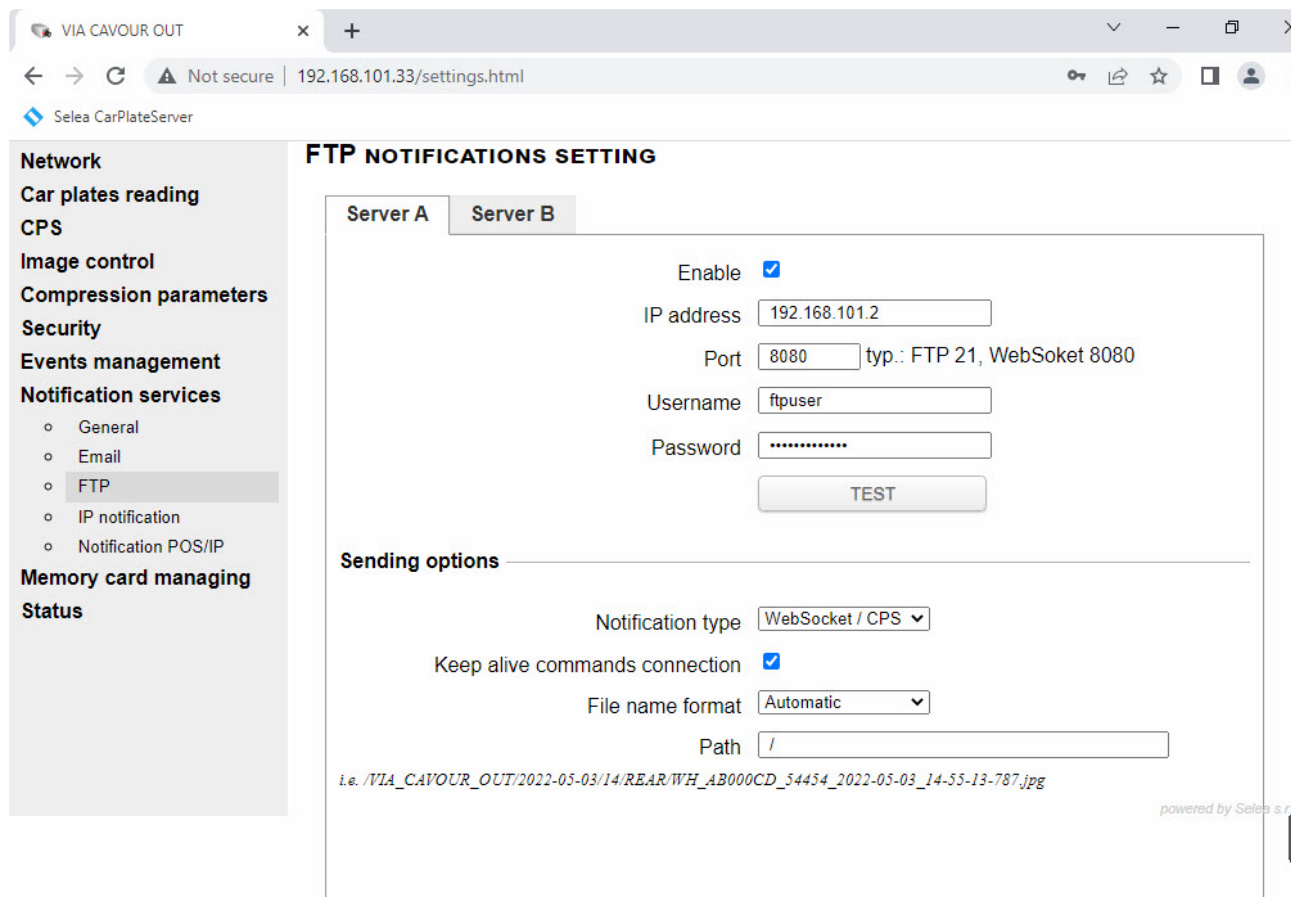 VIA CAVOUR OUT
Not secure 192.168.101.33/settings.html
Selea CarPlateServer
Network
Car plates reading
CPS
Image control
Compression parameters
Security
Events management
Notification services
General
Email
FTP
IP notification
Notification POS/IP
Memory card managing
Status
FTP NOTIFICATIONS SETTING
Server A Server B
Enable
IP address 192.168.101.2
Port 8080 typ.: FTP 21, WebSoket 8080
Username ftpuser
Password •••••••••••••
TEST
Sending options
Notification type WebSocket / CPS
Keep alive commands connection
File name format Automatic
Path /
i.e. /VIA_CAVOUR_OUT/2022-05-03/14/REAR/WH_AB000CD_54454_2022-05-03_14-55-13-787.jpg
powered by Selea s.r.